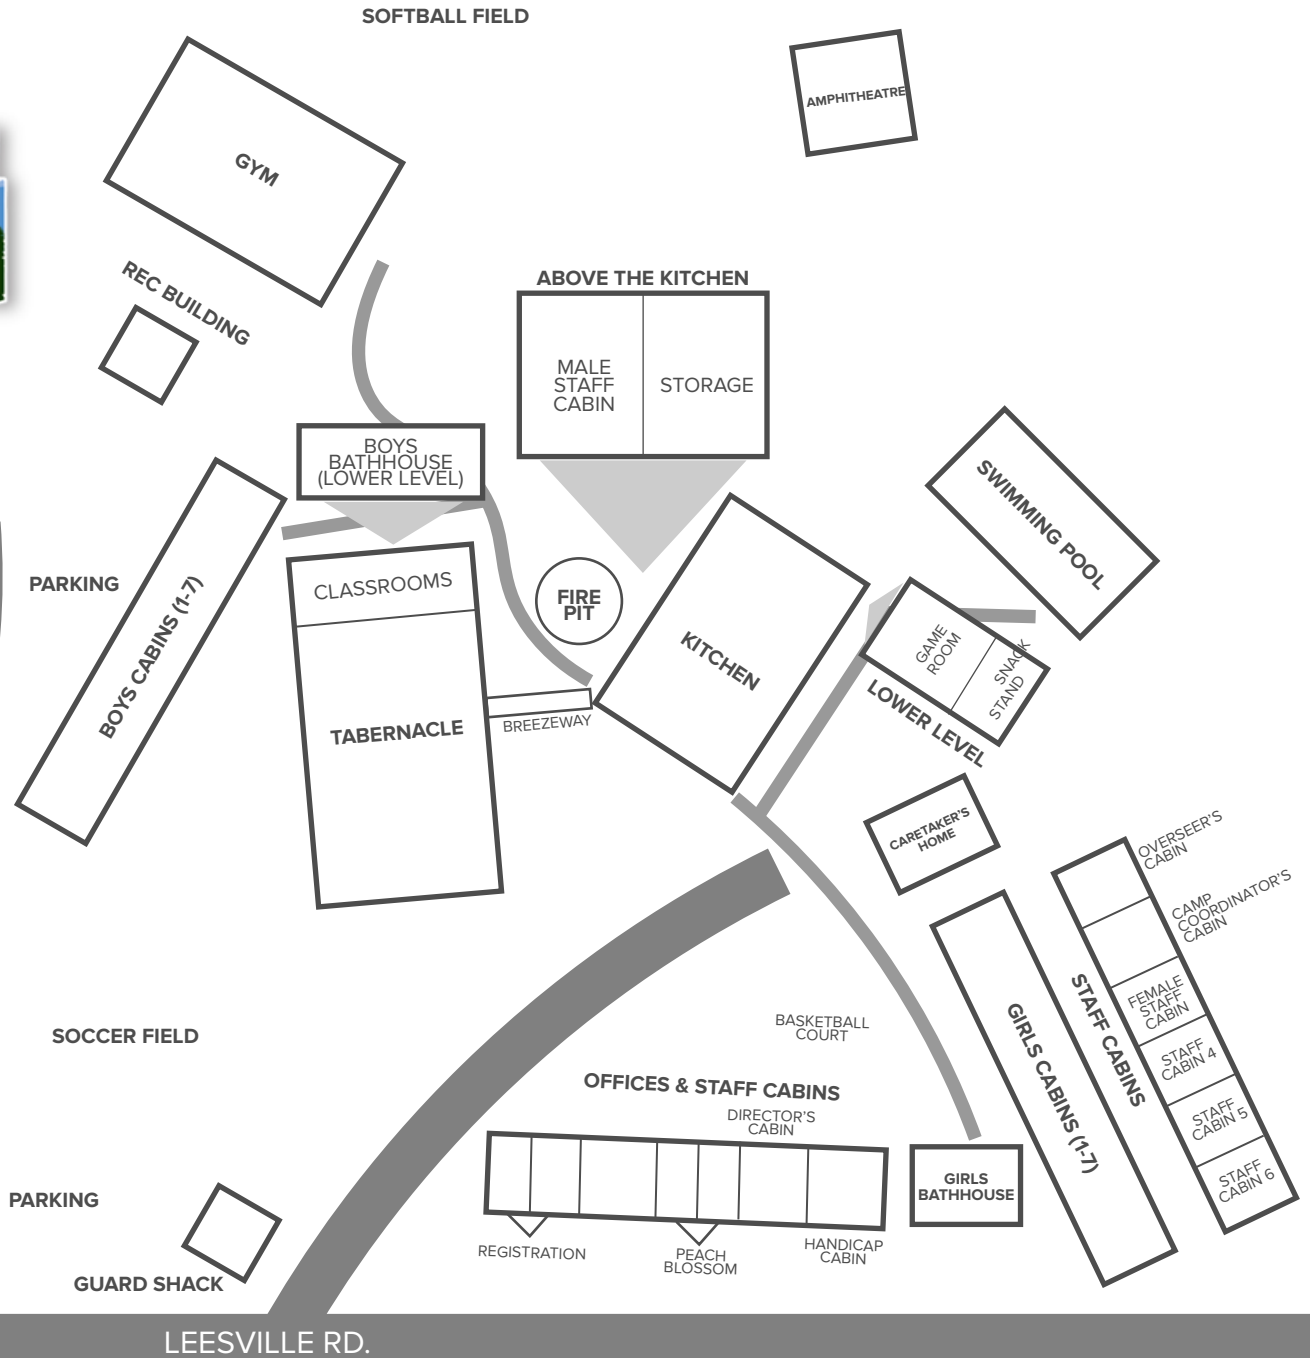 SOFTBALL FIELD
AMPHITHEATRE
GYM
REC BUILDING
ABOVE THE KITCHEN
MALE
STAFF
CABIN
STORAGE
BOYS
BATHHOUSE
(LOWER LEVEL)
SWIMMING POOL
PARKING
BOYS CABINS (1-7)
CLASSROOMS
FIRE
PIT
KITCHEN
GAME
ROOM
SNACK
STAND
LOWER LEVEL
TABERNACLE
BREEZEWAY
CARETAKER'S
HOME
OVERSEER'S
CABIN
CAMP
COORDINATOR'S
CABIN
FEMALE
STAFF
CABIN
STAFF
CABIN 4
STAFF
CABIN 5
STAFF
CABIN 6
STAFF CABINS
GIRLS CABINS (1-7)
SOCCER FIELD
BASKETBALL
COURT
OFFICES & STAFF CABINS
DIRECTOR'S
CABIN
GIRLS
BATHHOUSE
PARKING
GUARD SHACK
REGISTRATION
PEACH
BLOSSOM
HANDICAP
CABIN
LEESVILLE RD.